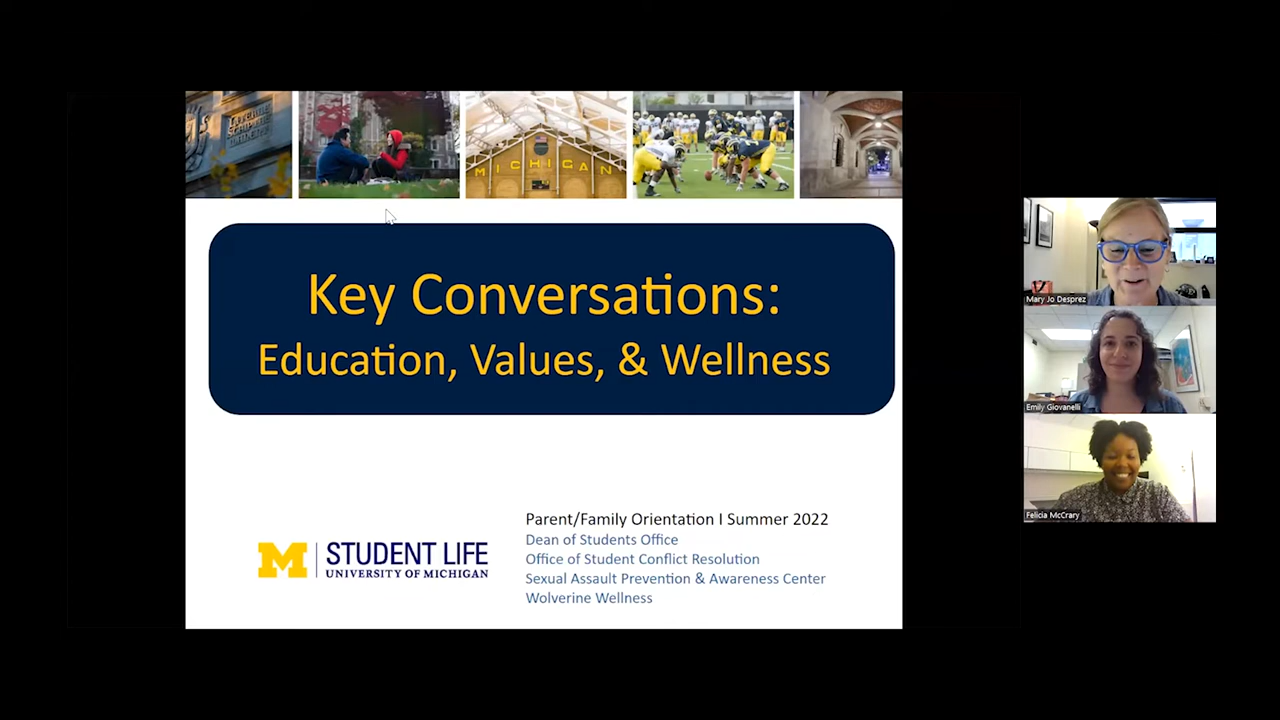 MICHIGAN
Key Conversations:
Education, Values, & Wellness
Parent/Family Orientation I Summer 2022
Dean of Students Office
Office of Student Conflict Resolution
Sexual Assault Prevention & Awareness Center
Wolverine Wellness
M STUDENT LIFE
UNIVERSITY OF MICHIGAN
Mary Jo Desprez
Emily Giovanelli
Felicia McCrary